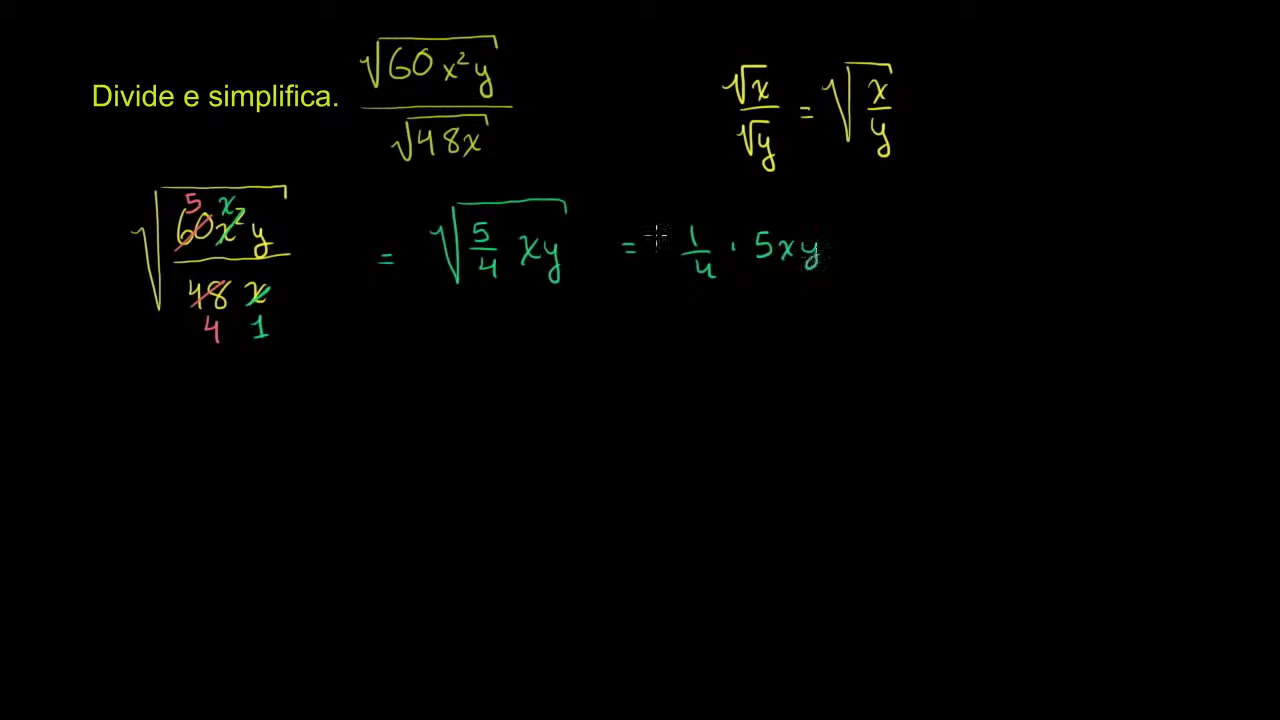 Divide e simplifica. √(60x²y) / √(48x)
√x / √y = √(x/y)
√(60x²y / 48x) = √(5/4 xy) = 1/4 · 5xy
5 x
4 1